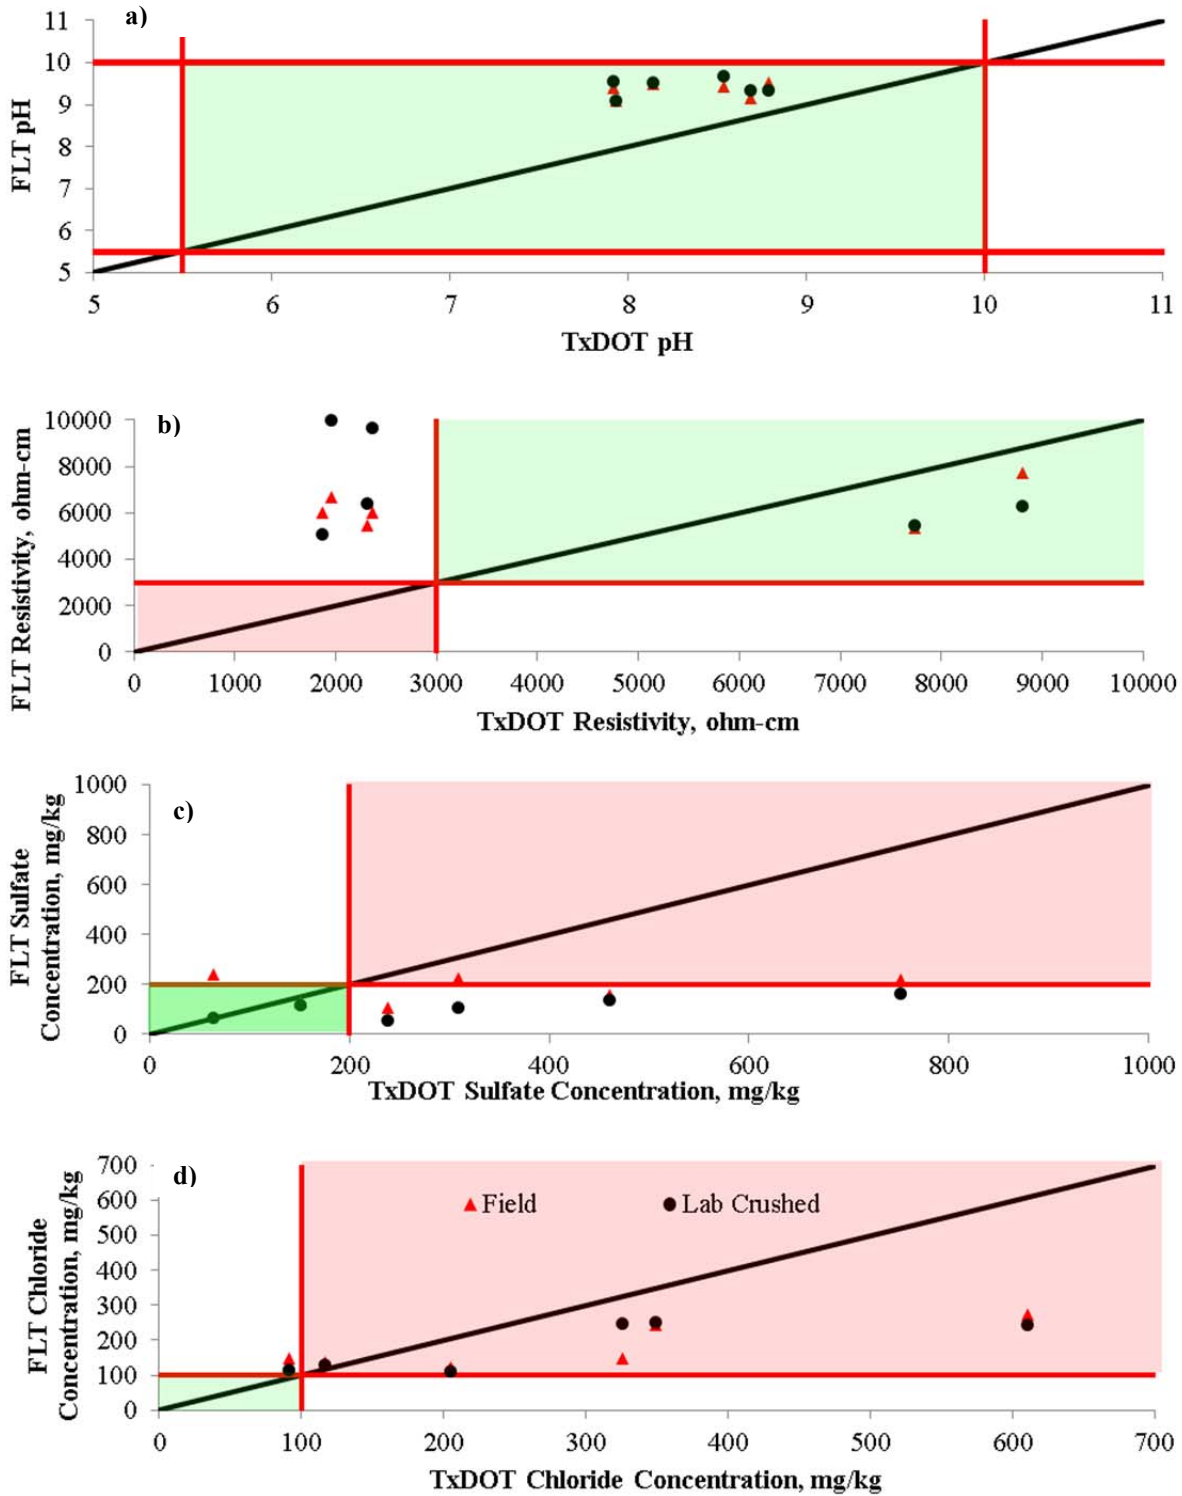 a)
11
10
9
8
7
6
5
FLT pH
5 6 7 8 9 10 11
TxDOT pH
b)
10000
8000
6000
4000
2000
0
FLT Resistivity, ohm-cm
0 1000 2000 3000 4000 5000 6000 7000 8000 9000 10000
TxDOT Resistivity, ohm-cm
c)
1000
800
600
400
200
0
FLT Sulfate
Concentration, mg/kg
0 200 400 600 800 1000
TxDOT Sulfate Concentration, mg/kg
d)
700
600
500
400
300
200
100
0
FLT Chloride
Concentration, mg/kg
Field Lab Crushed
0 100 200 300 400 500 600 700
TxDOT Chloride Concentration, mg/kg